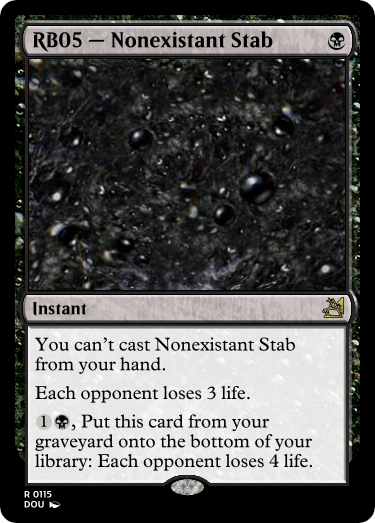 RB05 — Nonexistant Stab
Instant
You can't cast Nonexistant Stab
from your hand.
Each opponent loses 3 life.
1, Put this card from your
graveyard onto the bottom of your
library: Each opponent loses 4 life.
R 0115
DOU